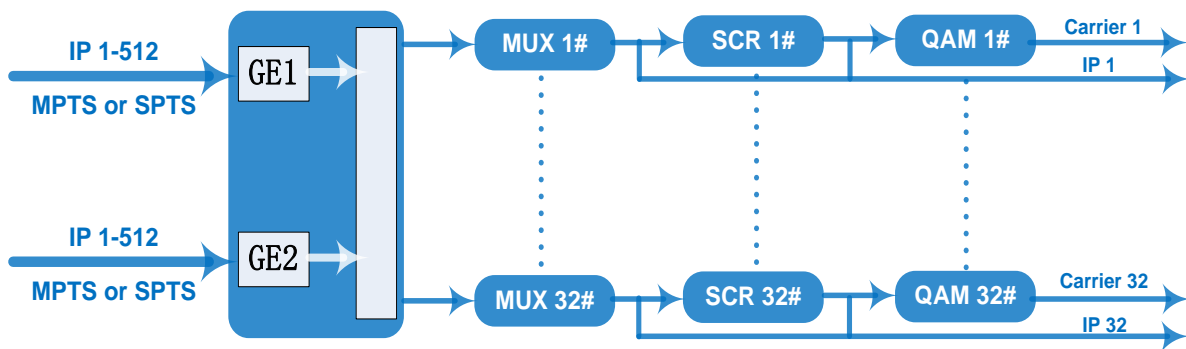 IP 1-512
GE1
MPTS or SPTS
MUX 1#
SCR 1#
QAM 1#
Carrier 1
IP 1
IP 1-512
GE2
MPTS or SPTS
MUX 32#
SCR 32#
QAM 32#
Carrier 32
IP 32